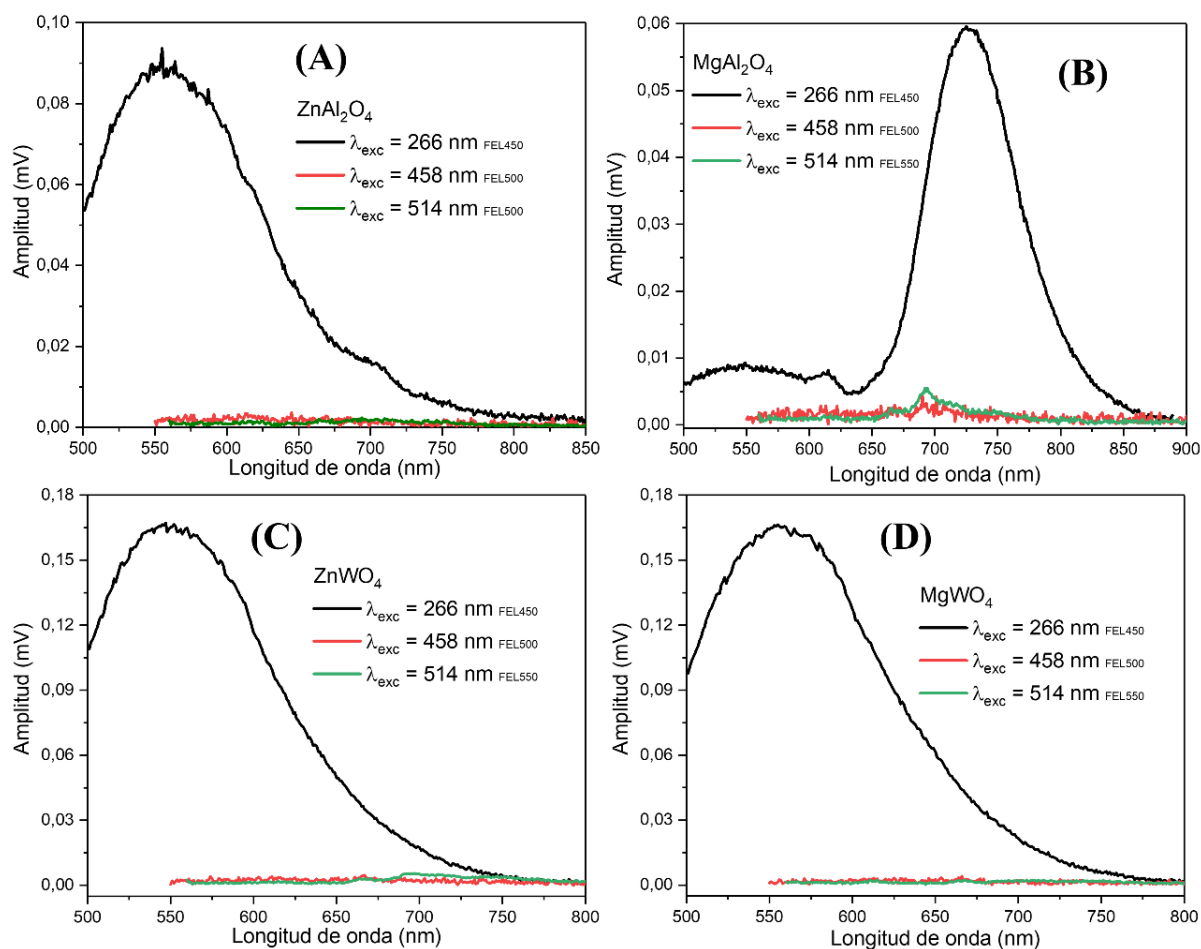 (A)
ZnAl₂O₄
λexc = 266 nm FEL450
λexc = 458 nm FEL500
λexc = 514 nm FEL500
Amplitud (mV)
0,10
0,08
0,06
0,04
0,02
0,00
500 550 600 650 700 750 800 850
Longitud de onda (nm)
(B)
MgAl₂O₄
λexc = 266 nm FEL450
λexc = 458 nm FEL500
λexc = 514 nm FEL550
Amplitud (mV)
0,06
0,05
0,04
0,03
0,02
0,01
0,00
500 550 600 650 700 750 800 850 900
Longitud de onda (nm)
(C)
ZnWO₄
λexc = 266 nm FEL450
λexc = 458 nm FEL500
λexc = 514 nm FEL550
Amplitud (mV)
0,18
0,15
0,12
0,09
0,06
0,03
0,00
500 550 600 650 700 750 800
Longitud de onda (nm)
(D)
MgWO₄
λexc = 266 nm FEL450
λexc = 458 nm FEL500
λexc = 514 nm FEL550
Amplitud (mV)
0,18
0,15
0,12
0,09
0,06
0,03
0,00
500 550 600 650 700 750 800
Longitud de onda (nm)